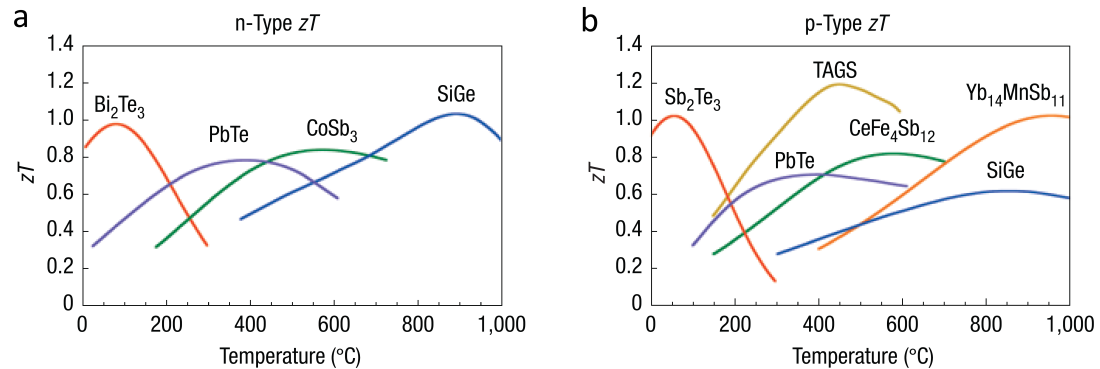 a
n-Type zT
1.4
1.2
1.0
0.8
0.6
0.4
0.2
0
zT
Bi₂Te₃
PbTe
CoSb₃
SiGe
0 200 400 600 800 1,000
Temperature (°C)
b
p-Type zT
1.4
1.2
1.0
0.8
0.6
0.4
0.2
0
zT
Sb₂Te₃
TAGS
Yb₁₄MnSb₁₁
CeFe₄Sb₁₂
PbTe
SiGe
0 200 400 600 800 1,000
Temperature (°C)